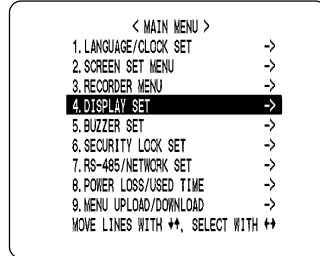 < MAIN MENU >
1. LANGUAGE/CLOCK SET ->
2. SCREEN SET MENU ->
3. RECORDER MENU ->
4. DISPLAY SET ->
5. BUZZER SET ->
6. SECURITY LOCK SET ->
7. RS-485/NETWORK SET ->
8. POWER LOSS/USED TIME ->
9. MENU UPLOAD/DOWNLOAD ->
MOVE LINES WITH ↓↑, SELECT WITH ↔